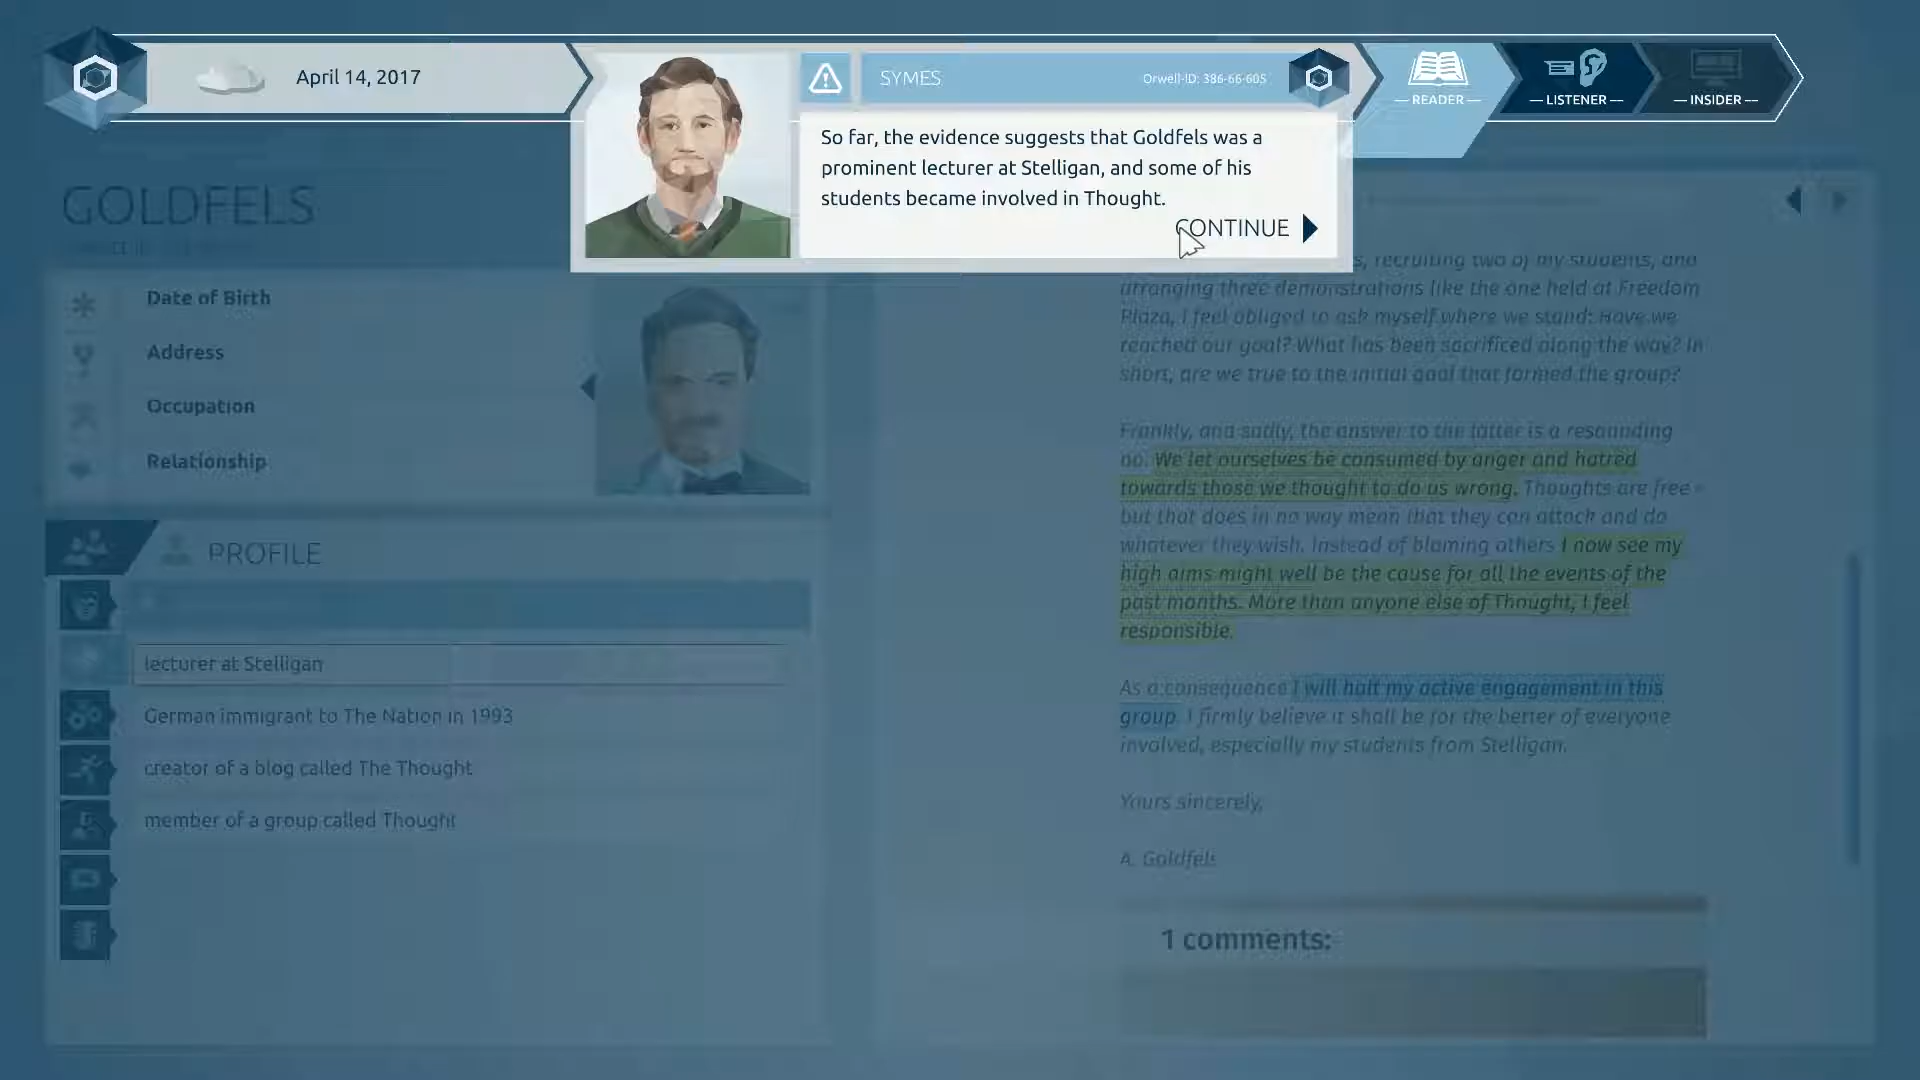 April 14, 2017
SYMES
Orwell-ID: 386-66-605
So far, the evidence suggests that Goldfels was a
prominent lecturer at Stelligan, and some of his
students became involved in Thought.
CONTINUE
— READER —
— LISTENER —
— INSIDER —
GOLDFELS
Date of Birth
Address
Occupation
Relationship
PROFILE
lecturer at Stelligan
German immigrant to The Nation in 1993
creator of a blog called The Thought
member of a group called Thought
s, recruiting two of my students, and
arranging three demonstrations like the one held at Freedom
Plaza, I feel obliged to ask myself where we stand: Have we
reached our goal? What has been sacrificed along the way? In
short, are we true to the initial goal that formed the group?
Frankly, and sadly, the answer to the latter is a resounding
no. We let ourselves be consumed by anger and hatred
towards those we thought to do us wrong. Thoughts are free -
but that does in no way mean that they can attack and do
whatever they wish. Instead of blaming others I now see my
high aims might well be the cause for all the events of the
past months. More than anyone else of Thought, I feel
responsible.
As a consequence I will halt my active engagement in this
group. I firmly believe it shall be for the better of everyone
involved, especially my students from Stelligan.
Yours sincerely,
A. Goldfels
1 comments: